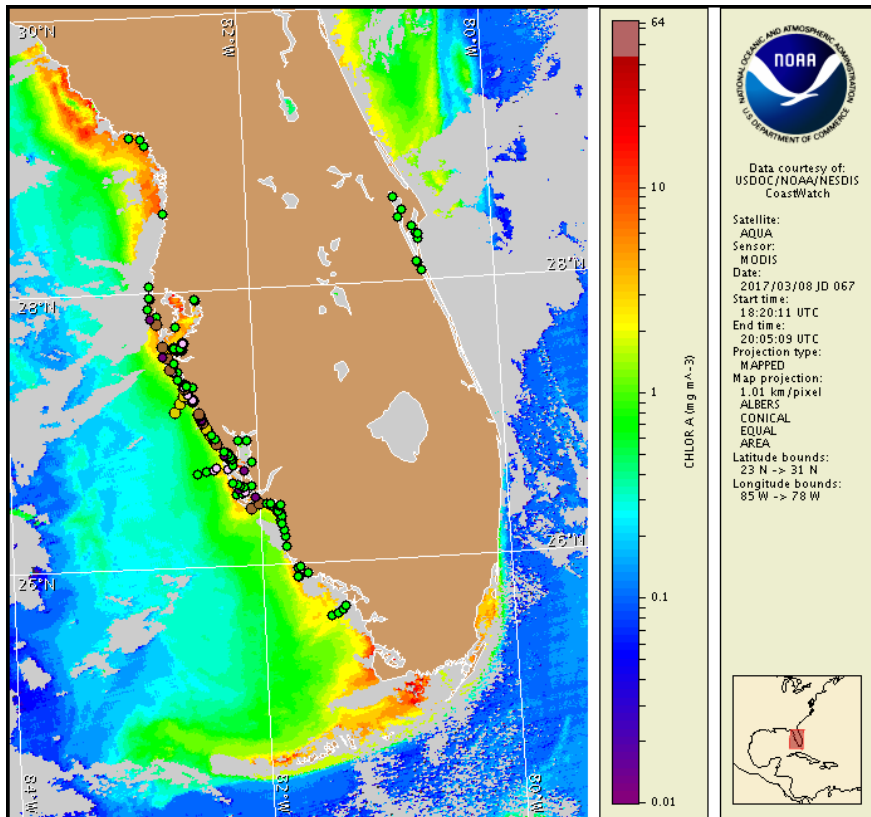 30°N
82°W
80°W
28°N
28°N
26°N
26°N
84°W
82°W
80°W
64
10
1
0.1
0.01
CHLOR A (mg m^-3)
NATIONAL OCEANIC AND ATMOSPHERIC ADMINISTRATION
NOAA
U.S. DEPARTMENT OF COMMERCE
Data courtesy of:
USDOC/NOAA/NESDIS
CoastWatch
Satellite:
AQUA
Sensor:
MODIS
Date:
2017/03/08 JD 067
Start time:
18:20:11 UTC
End time:
20:05:09 UTC
Projection type:
MAPPED
Map projection:
1.01 km/pixel
ALBERS
CONICAL
EQUAL
AREA
Latitude bounds:
23 N -> 31 N
Longitude bounds:
85 W -> 78 W